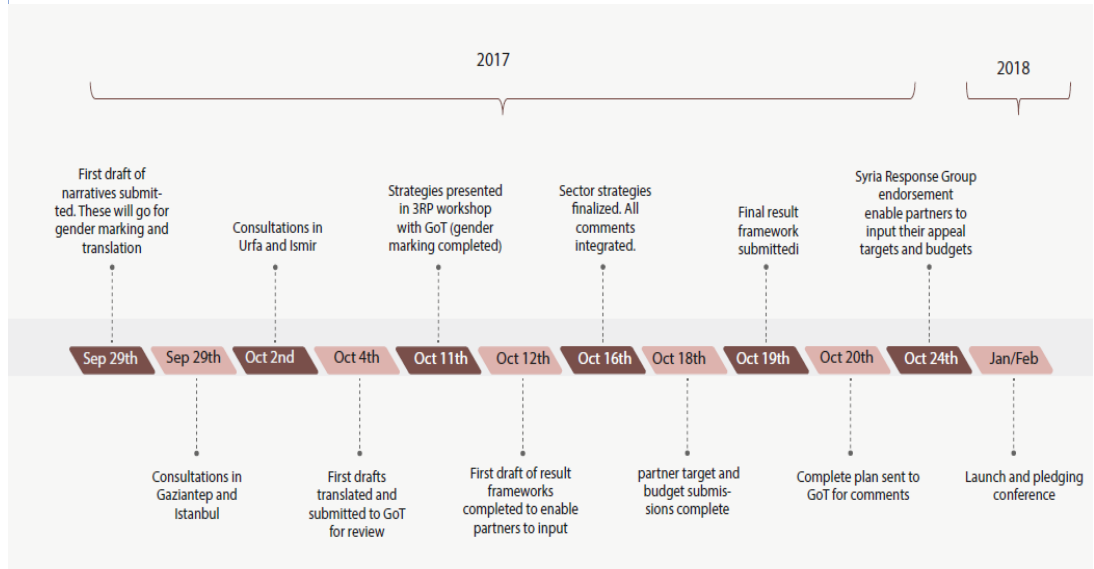 2017
2018
First draft of
narratives submit-
ted. These will go for
gender marking and
translation
Consultations in
Urfa and Ismir
Strategies presented
in 3RP workshop
with GoT (gender
marking completed)
Sector strategies
finalized. All
comments
integrated.
Final result
framework
submittedi
Syria Response Group
endorsement
enable partners to
input their appeal
targets and budgets
Sep 29th
Sep 29th
Oct 2nd
Oct 4th
Oct 11th
Oct 12th
Oct 16th
Oct 18th
Oct 19th
Oct 20th
Oct 24th
Jan/Feb
Consultations in
Gaziantep and
Istanbul
First drafts
translated and
submitted to GoT
for review
First draft of result
frameworks
completed to enable
partners to input
partner target and
budget submis-
sions complete
Complete plan sent to
GoT for comments
Launch and pledging
conference